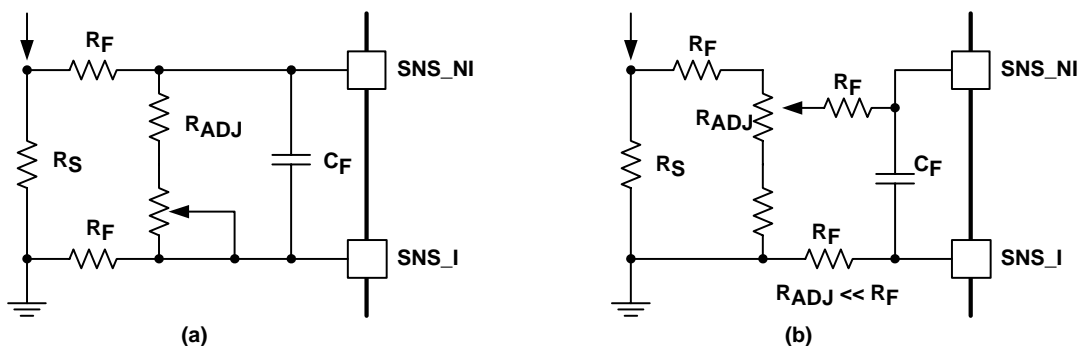 RF
SNS_NI
RADJ
RS
CF
RF
SNS_I
(a)
RF
SNS_NI
RF
RADJ
RS
CF
RF
SNS_I
RADJ << RF
(b)